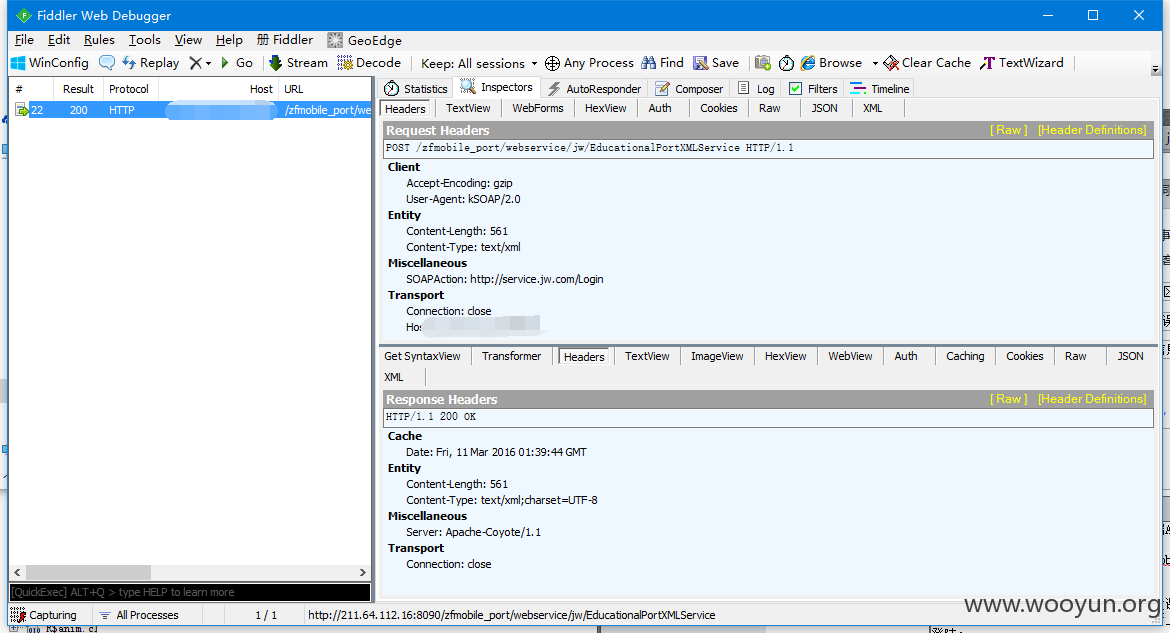 Fiddler Web Debugger
File Edit Rules Tools View Help Fiddler GeoEdge
WinConfig Replay Go Stream Decode Keep: All sessions Any Process Find Save Browse Clear Cache TextWizard
# Result Protocol Host URL
22 200 HTTP /zfmobile_port/we
Statistics Inspectors AutoResponder Composer Log Filters Timeline
Headers TextView WebForms HexView Auth Cookies Raw JSON XML
Request Headers [ Raw ] [Header Definitions]
POST /zfmobile_port/webservice/jw/EducationalPortXMLService HTTP/1.1
Client
Accept-Encoding: gzip
User-Agent: kSOAP/2.0
Entity
Content-Length: 561
Content-Type: text/xml
Miscellaneous
SOAPAction: http://service.jw.com/Login
Transport
Connection: close
Get SyntaxView Transformer Headers TextView ImageView HexView WebView Auth Caching Cookies Raw JSON
XML
Response Headers [ Raw ] [Header Definitions]
HTTP/1.1 200 OK
Cache
Date: Fri, 11 Mar 2016 01:39:44 GMT
Entity
Content-Length: 561
Content-Type: text/xml;charset=UTF-8
Miscellaneous
Server: Apache-Coyote/1.1
Transport
Connection: close
[QuickExec] ALT+Q > type HELP to learn more
Capturing All Processes 1 / 1 http://211.64.112.16:8090/zfmobile_port/webservice/jw/EducationalPortXMLService
www.wooyun.org